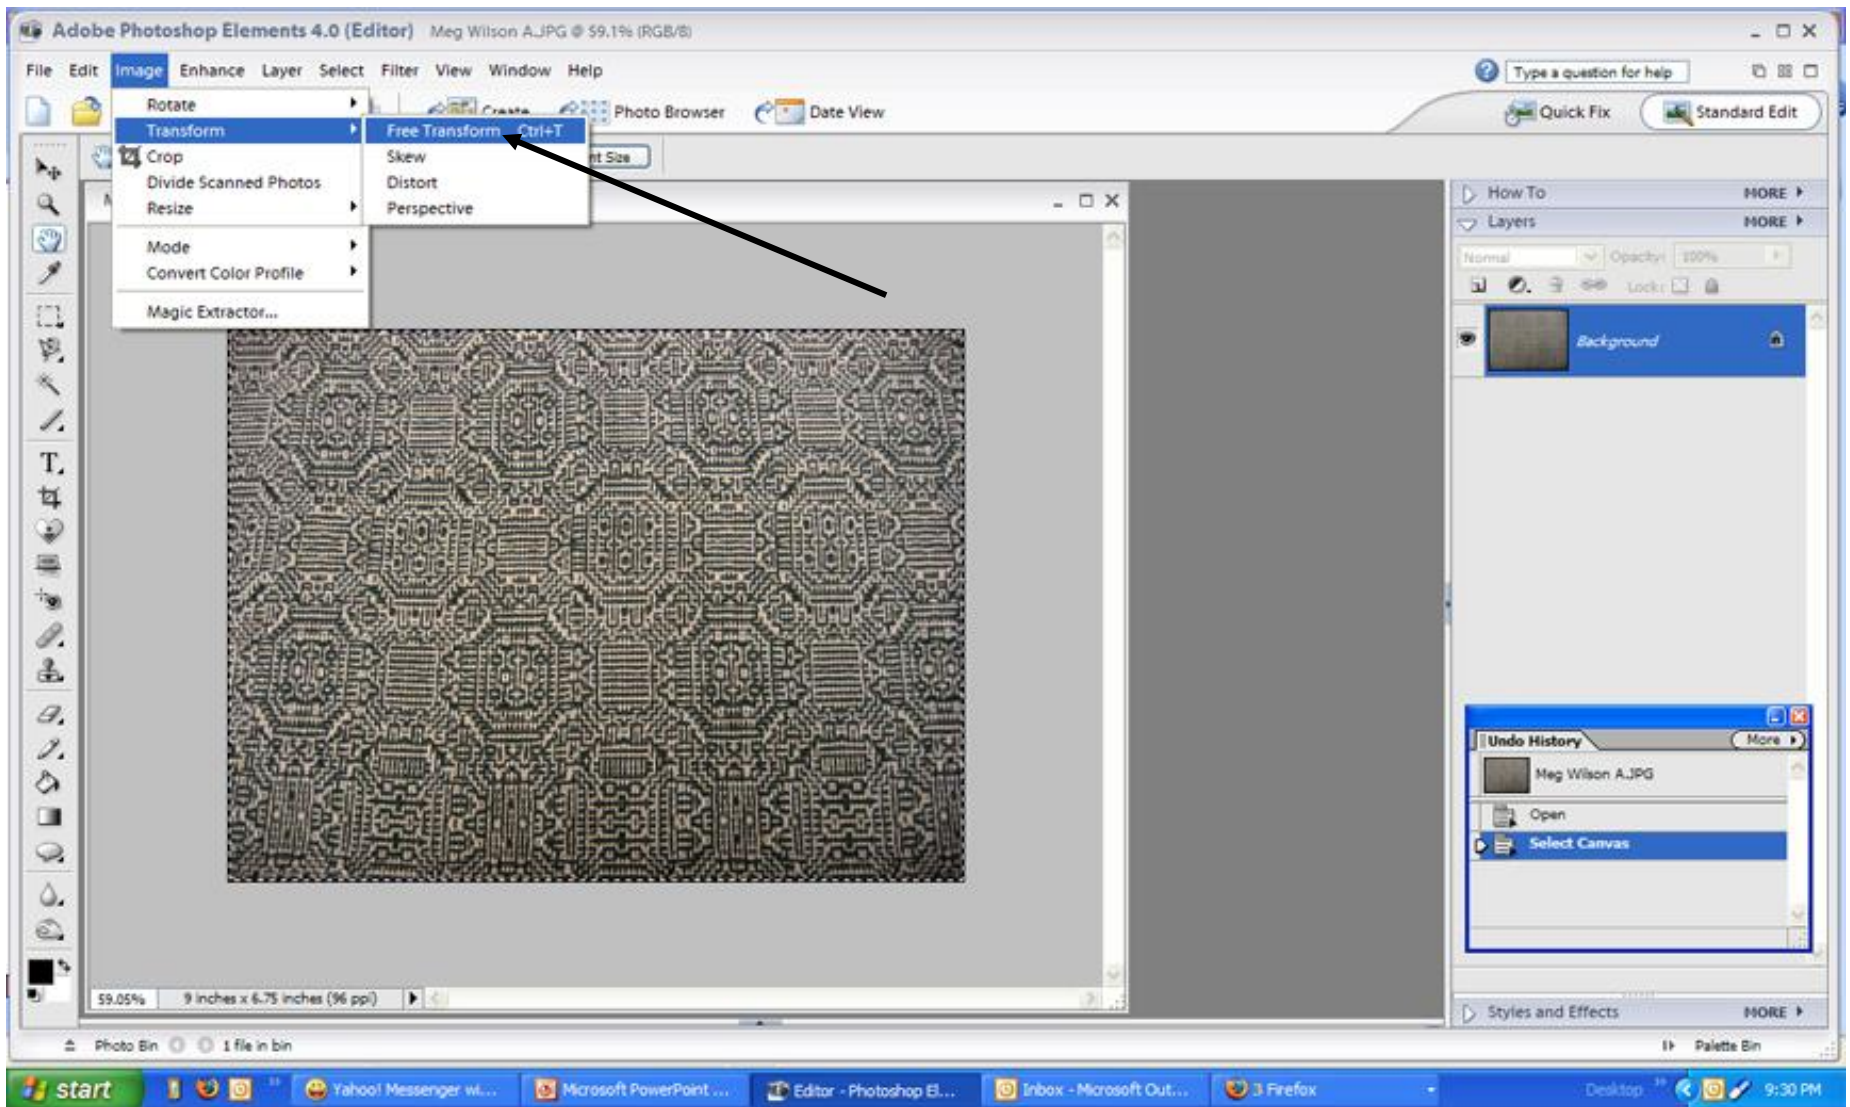 Adobe Photoshop Elements 4.0 (Editor) Meg Wilson A.JPG @ 59.1% (RGB/8)
File Edit Image Enhance Layer Select Filter View Window Help
Type a question for help
Create Photo Browser Date View
Quick Fix Standard Edit
Rotate
Transform
Crop
Divide Scanned Photos
Resize
Mode
Convert Color Profile
Magic Extractor...
Free Transform Ctrl+T
Skew
Distort
Perspective
Size
How To MORE
Layers MORE
Normal Opacity: 100%
Lock:
Background
Undo History More
Meg Wilson A.JPG
Open
Select Canvas
59.05% 9 inches x 6.75 inches (96 ppi)
Styles and Effects MORE
Photo Bin 1 file in bin
Palette Bin
start
Yahoo! Messenger wi...
Microsoft PowerPoint ...
Editor - Photoshop El...
Inbox - Microsoft Out...
3 Firefox
Desktop
9:30 PM